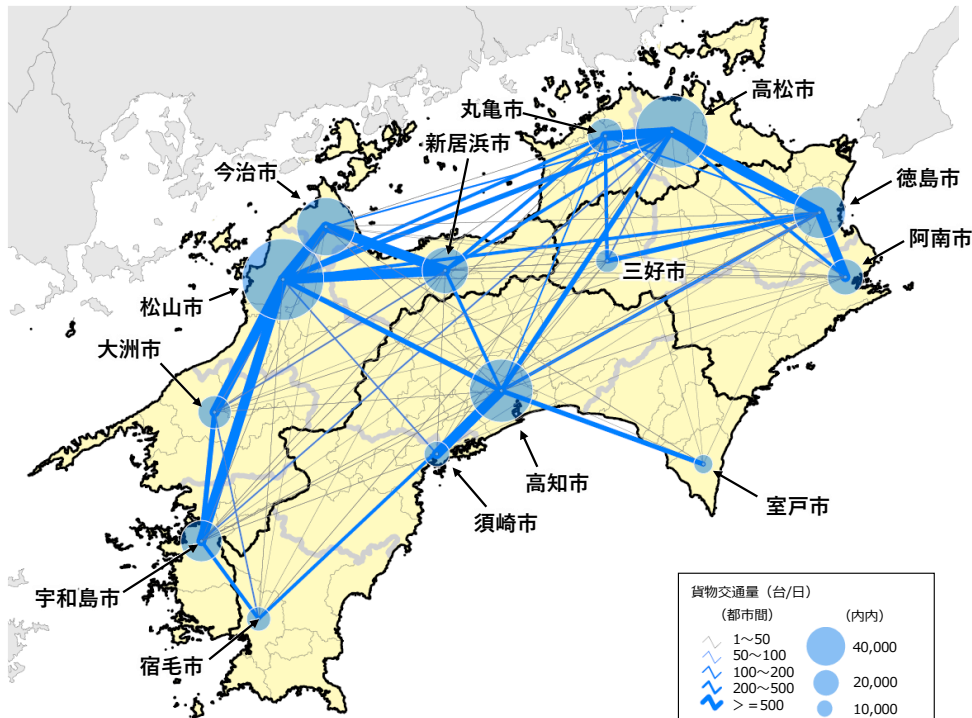 高松市
丸亀市
新居浜市
今治市
徳島市
阿南市
三好市
松山市
大洲市
高知市
須崎市
室戸市
宇和島市
宿毛市
貨物交通量（台/日）
（都市間） （内内）
1～50
50～100
100～200
200～500
＞＝500
40,000
20,000
10,000